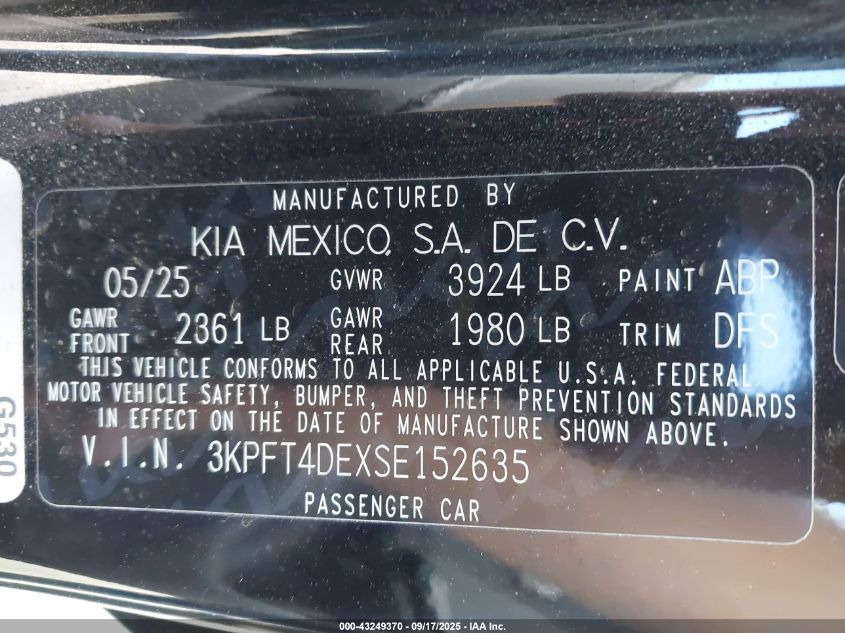 MANUFACTURED BY
KIA MEXICO, S.A. DE C.V.
05/25 GVWR 3924 LB PAINT ABP
GAWR FRONT 2361 LB GAWR REAR 1980 LB TRIM DFS
THIS VEHICLE CONFORMS TO ALL APPLICABLE U.S.A. FEDERAL
MOTOR VEHICLE SAFETY, BUMPER, AND THEFT PREVENTION STANDARDS
IN EFFECT ON THE DATE OF MANUFACTURE SHOWN ABOVE.
V.I.N. 3KPFT4DEXSE152635
PASSENGER CAR
G530
000-43249370 - 09/17/2025 - IAA Inc.